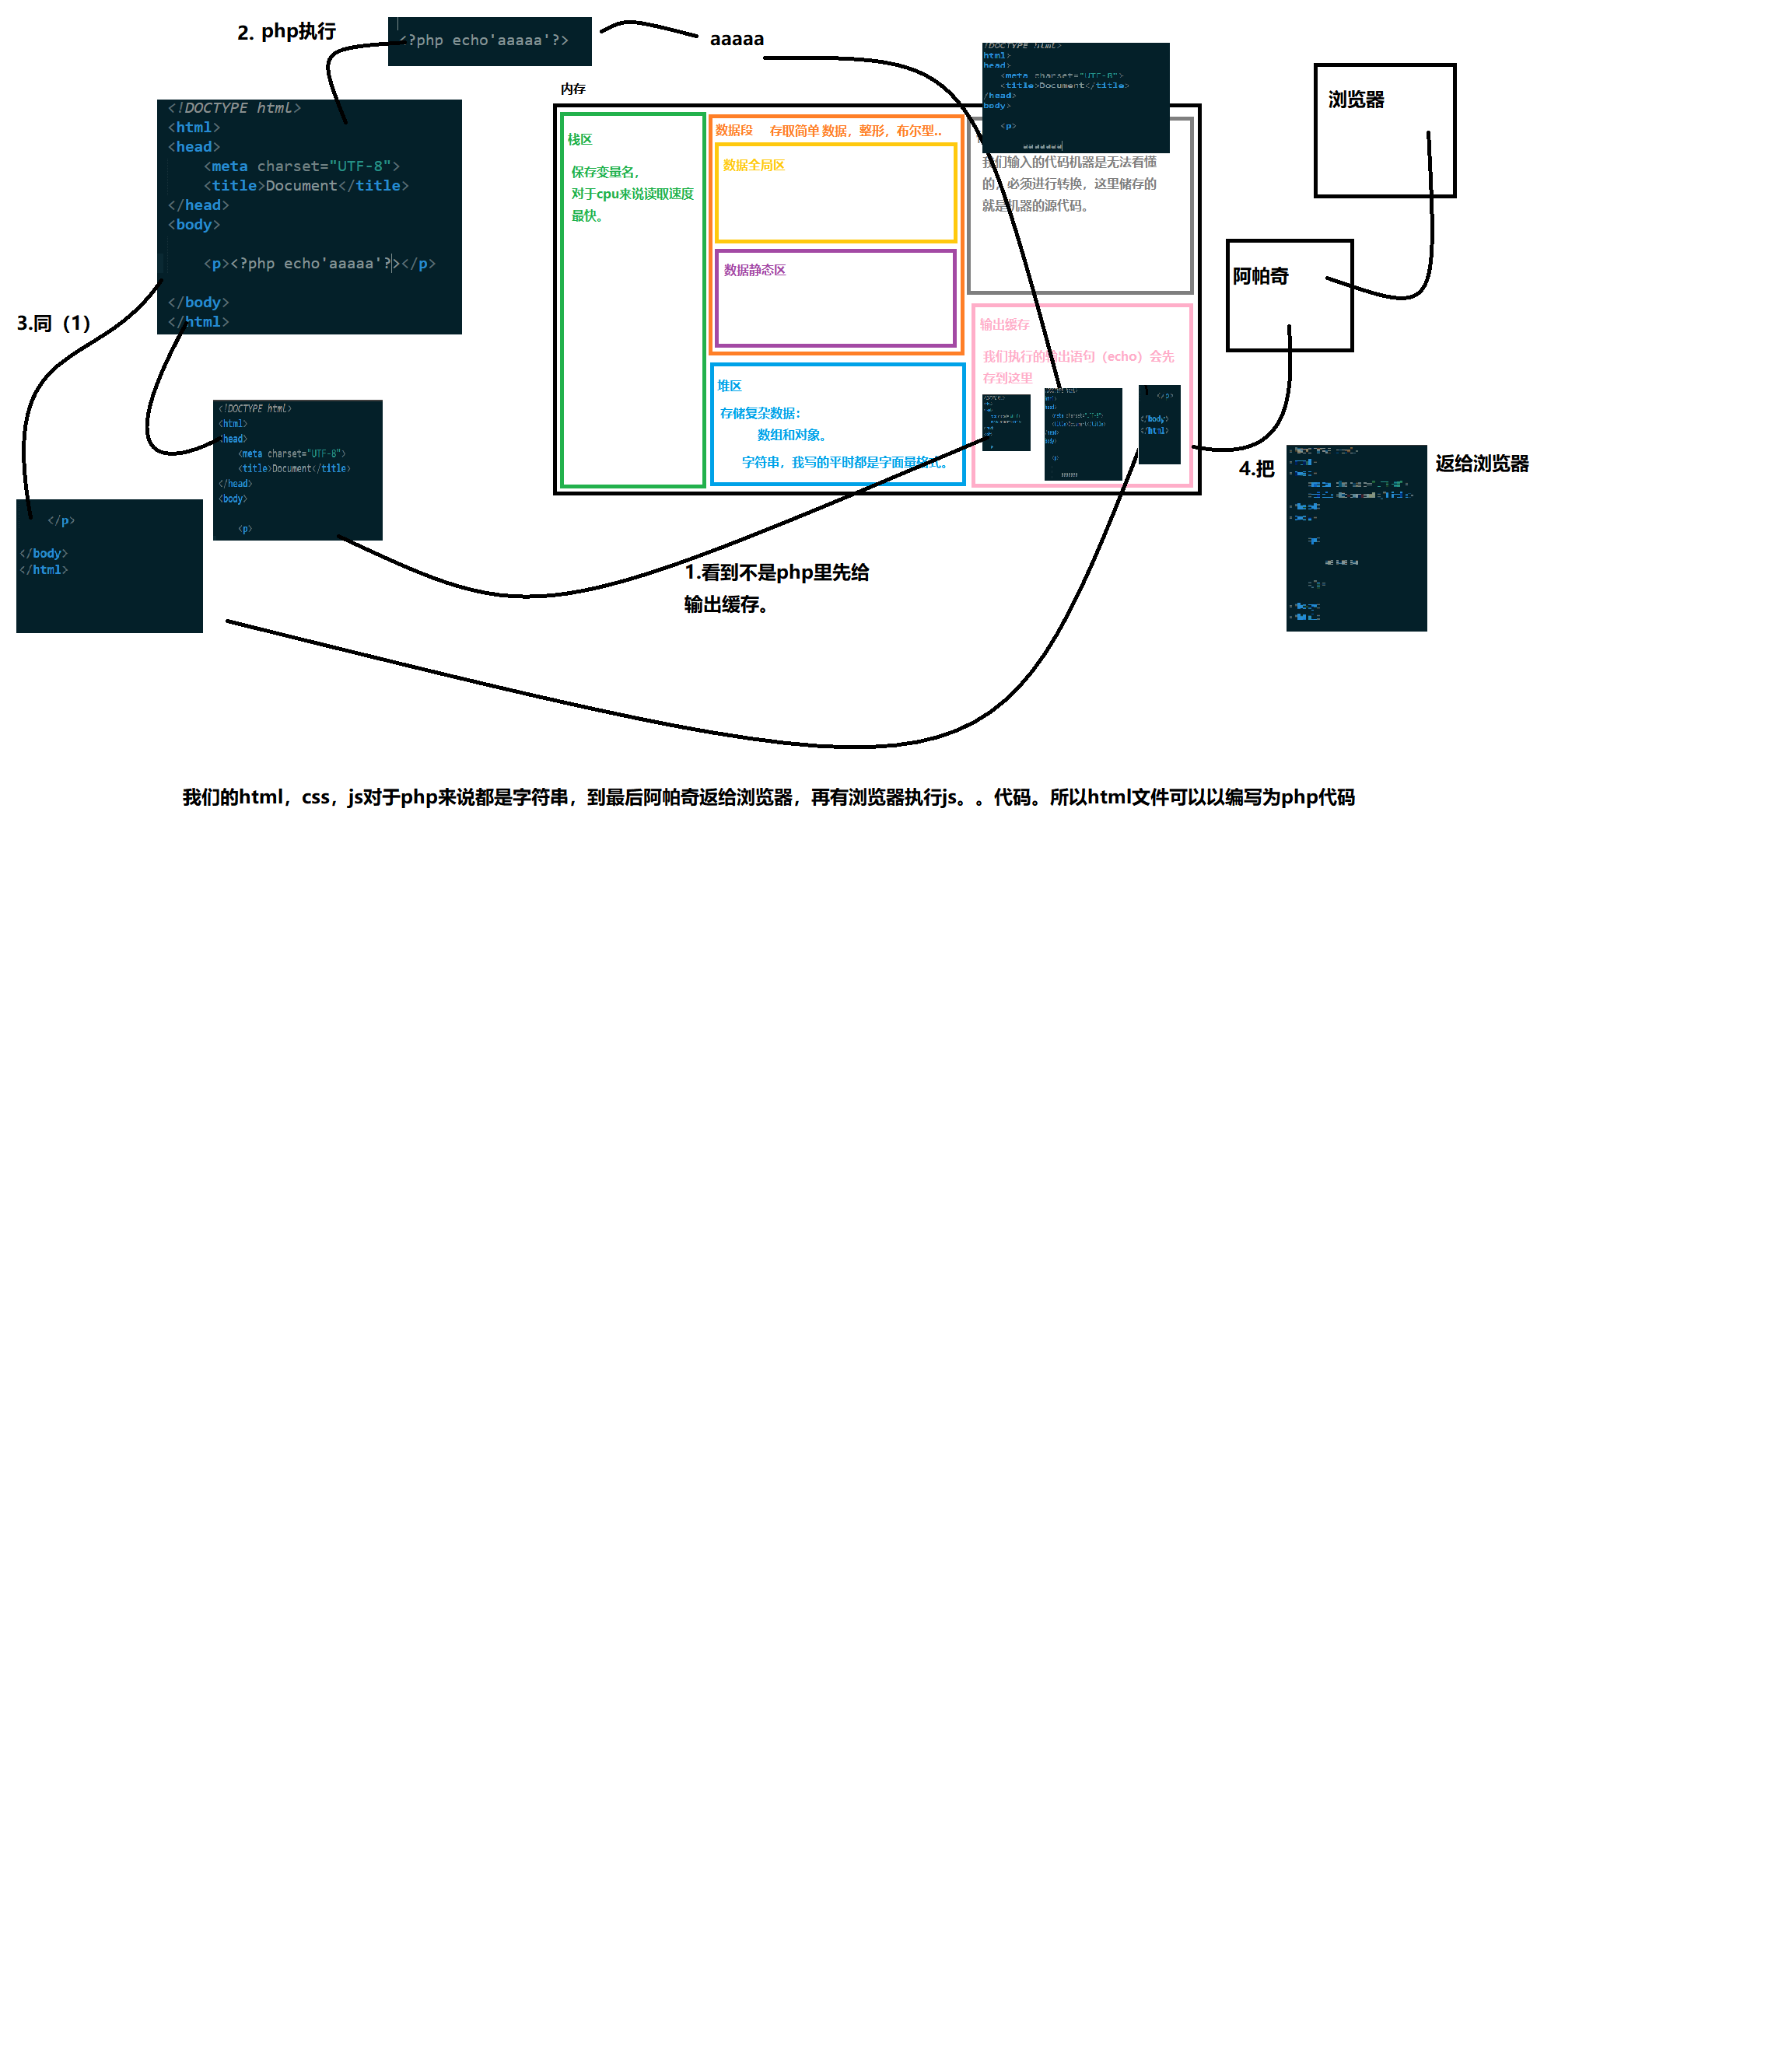 2. php执行
<?php echo'aaaaa'?>
aaaaa
<!DOCTYPE html>
<html>
<head>
<meta charset="UTF-8">
<title>Document</title>
</head>
<body>
<p><?php echo'aaaaa'?></p>
</body>
</html>
3.同（1）
<!DOCTYPE html>
<html>
<head>
<meta charset="UTF-8">
<title>Document</title>
</head>
<body>
<p>
</p>
</body>
</html>
内存
栈区
保存变量名，
对于cpu来说读取速度
最快。
数据段 存取简单 数据，整形，布尔型..
数据全局区
数据静态区
堆区
存储复杂数据：
数组和对象。
字符串，我写的平时都是字面量格式。
!DOCTYPE html>
html>
head>
<meta charset="UTF-8">
<title>Document</title>
/head>
body>
<p>
我们输入的代码机器是无法看懂
的，必须进行转换，这里储存的
就是机器的源代码。
输出缓存
我们执行的输出语句（echo）会先
存到这里
</p>
</body>
</html>
1.看到不是php里先给
输出缓存。
浏览器
阿帕奇
4.把
返给浏览器
我们的html，css，js对于php来说都是字符串，到最后阿帕奇返给浏览器，再有浏览器执行js。。代码。所以html文件可以以编写为php代码